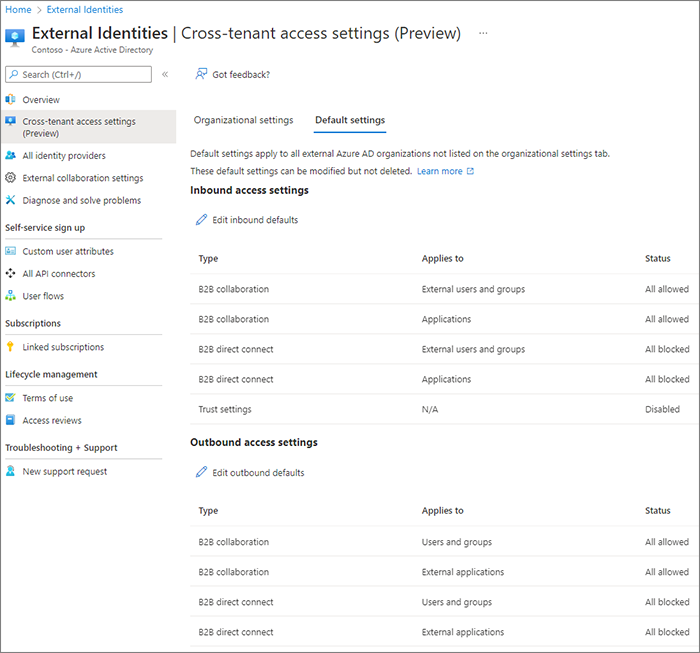 Home > External Identities
External Identities | Cross-tenant access settings (Preview) ...
Contoso - Azure Active Directory
Search (Ctrl+/) «
Got feedback?
Overview
Cross-tenant access settings
(Preview)
All identity providers
External collaboration settings
Diagnose and solve problems
Self-service sign up
Custom user attributes
All API connectors
User flows
Subscriptions
Linked subscriptions
Lifecycle management
Terms of use
Access reviews
Troubleshooting + Support
New support request
Organizational settings Default settings
Default settings apply to all external Azure AD organizations not listed on the organizational settings tab.
These default settings can be modified but not deleted. Learn more
Inbound access settings
Edit inbound defaults
Type Applies to Status
B2B collaboration External users and groups All allowed
B2B collaboration Applications All allowed
B2B direct connect External users and groups All blocked
B2B direct connect Applications All blocked
Trust settings N/A Disabled
Outbound access settings
Edit outbound defaults
Type Applies to Status
B2B collaboration Users and groups All allowed
B2B collaboration External applications All allowed
B2B direct connect Users and groups All blocked
B2B direct connect External applications All blocked